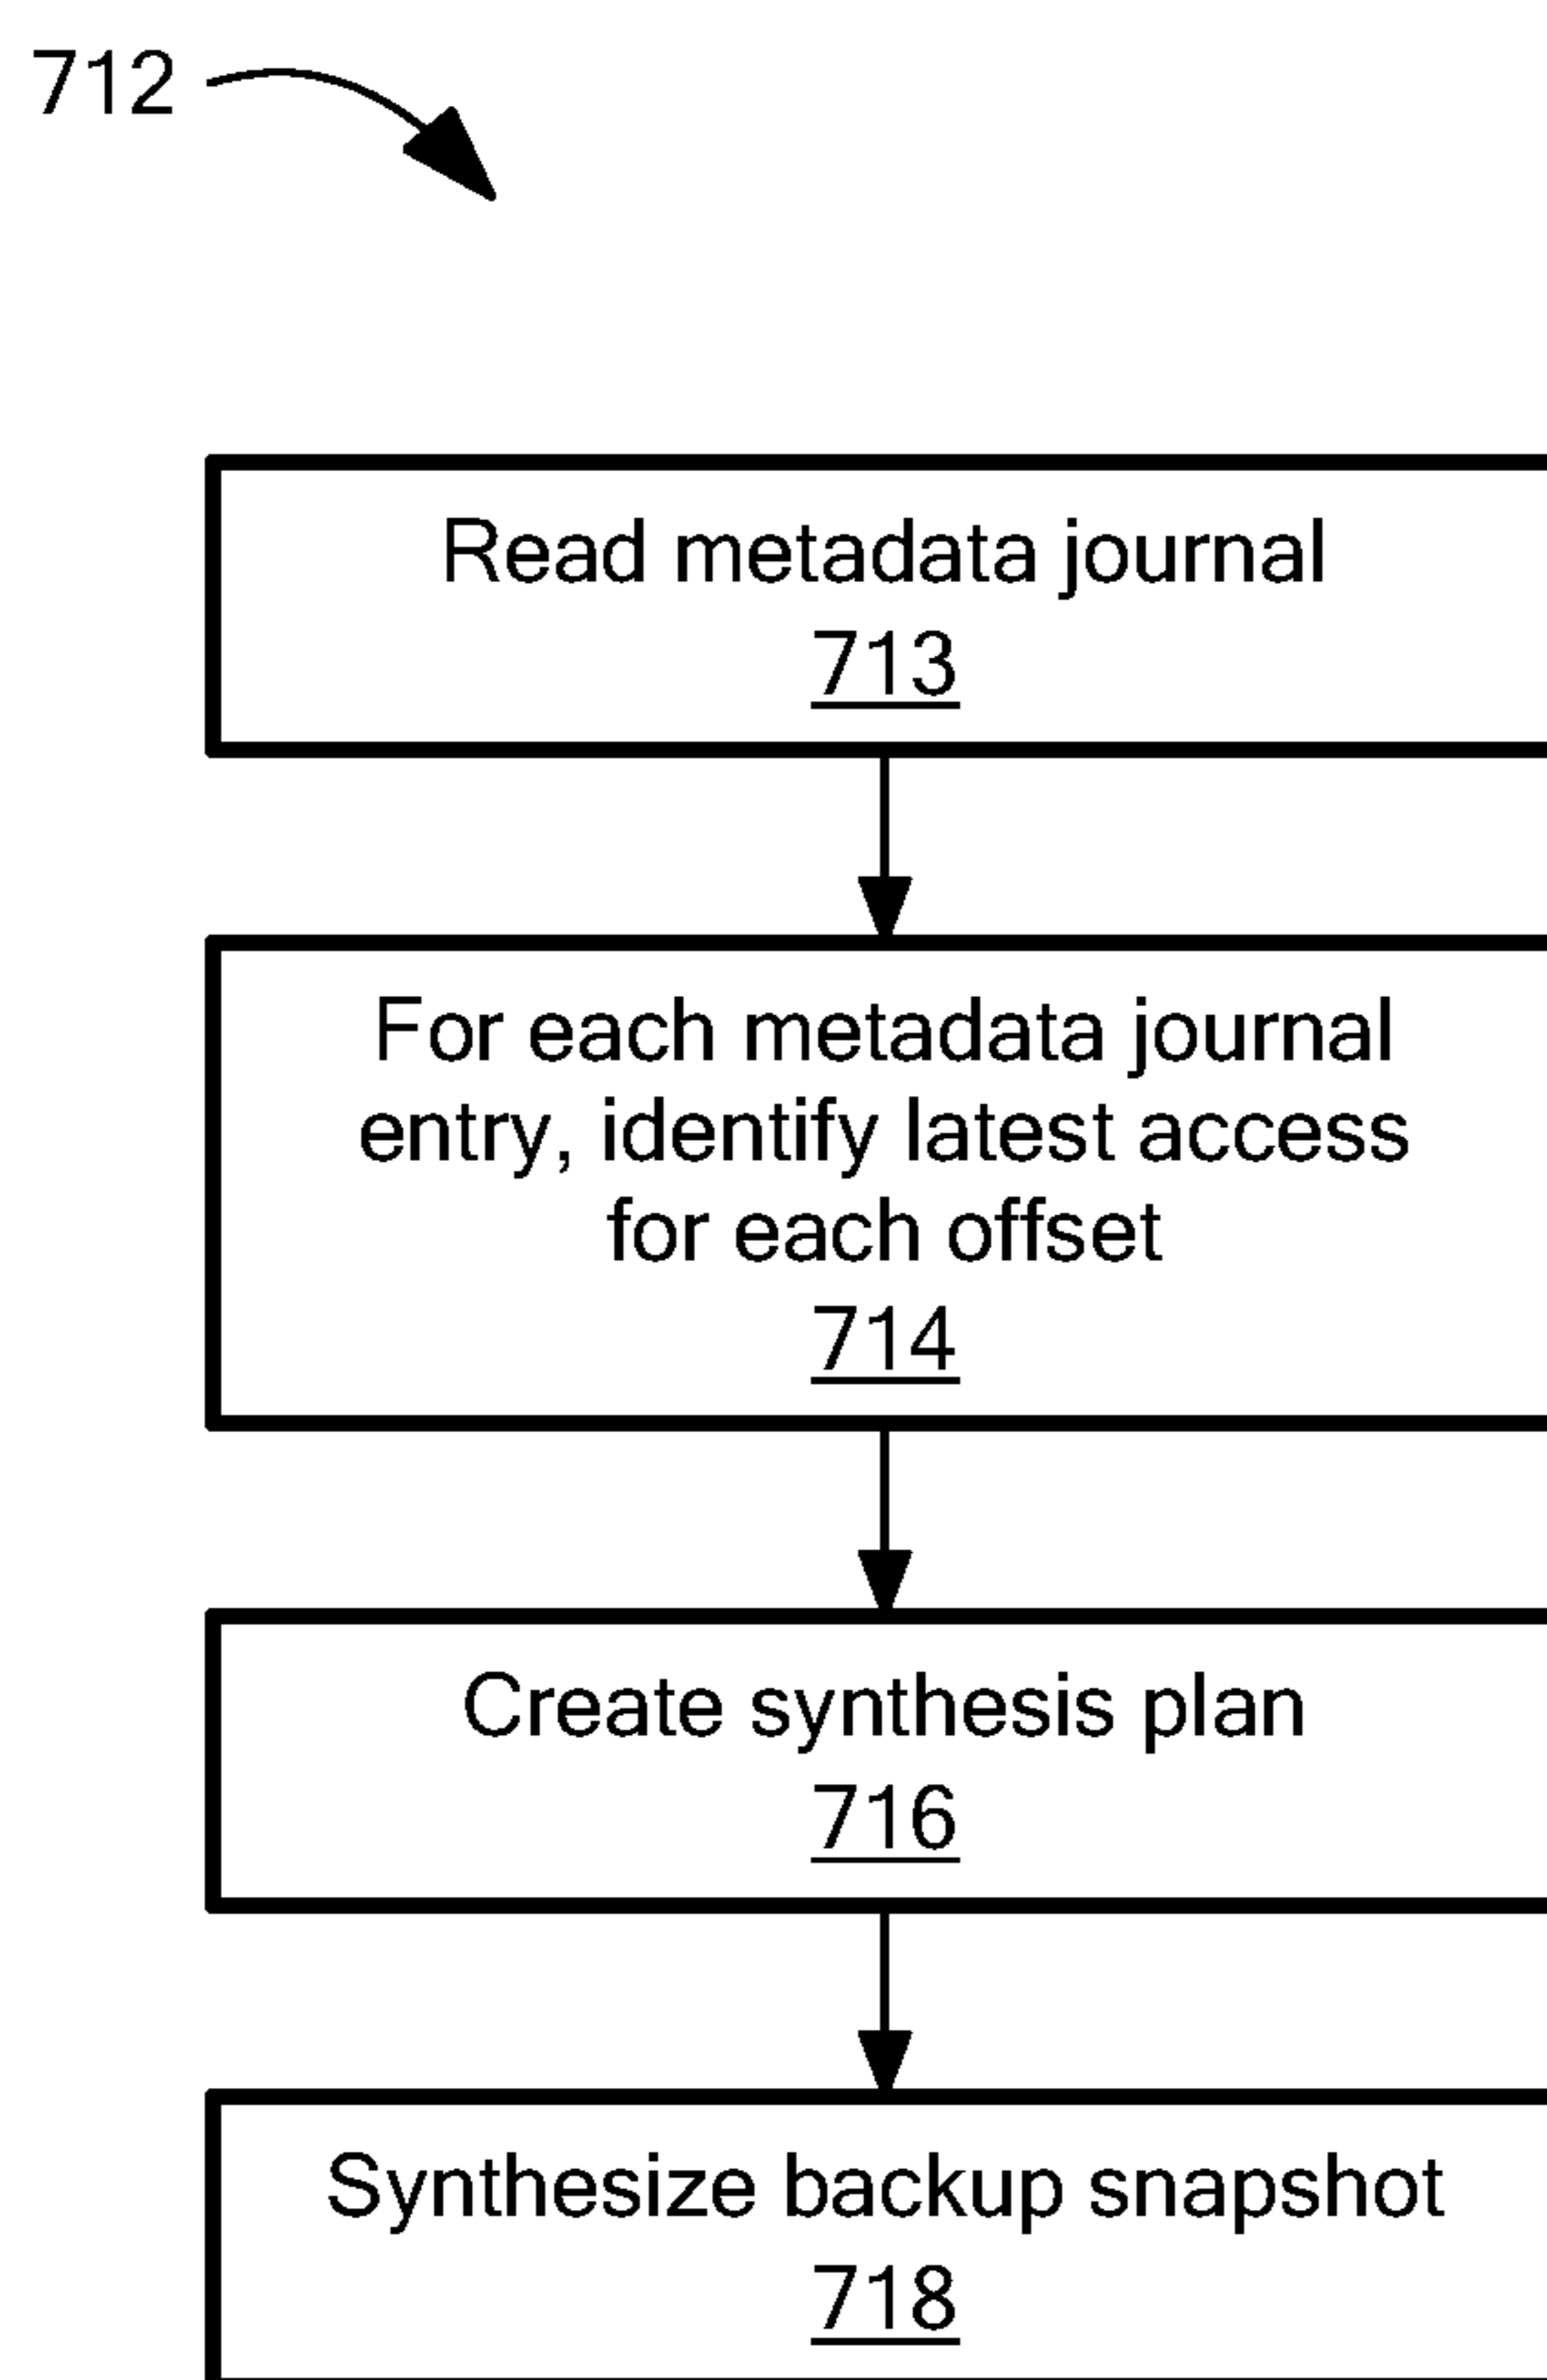 712
Read metadata journal
713
For each metadata journal
entry, identify latest access
for each offset
714
Create synthesis plan
716
Synthesize backup snapshot
718